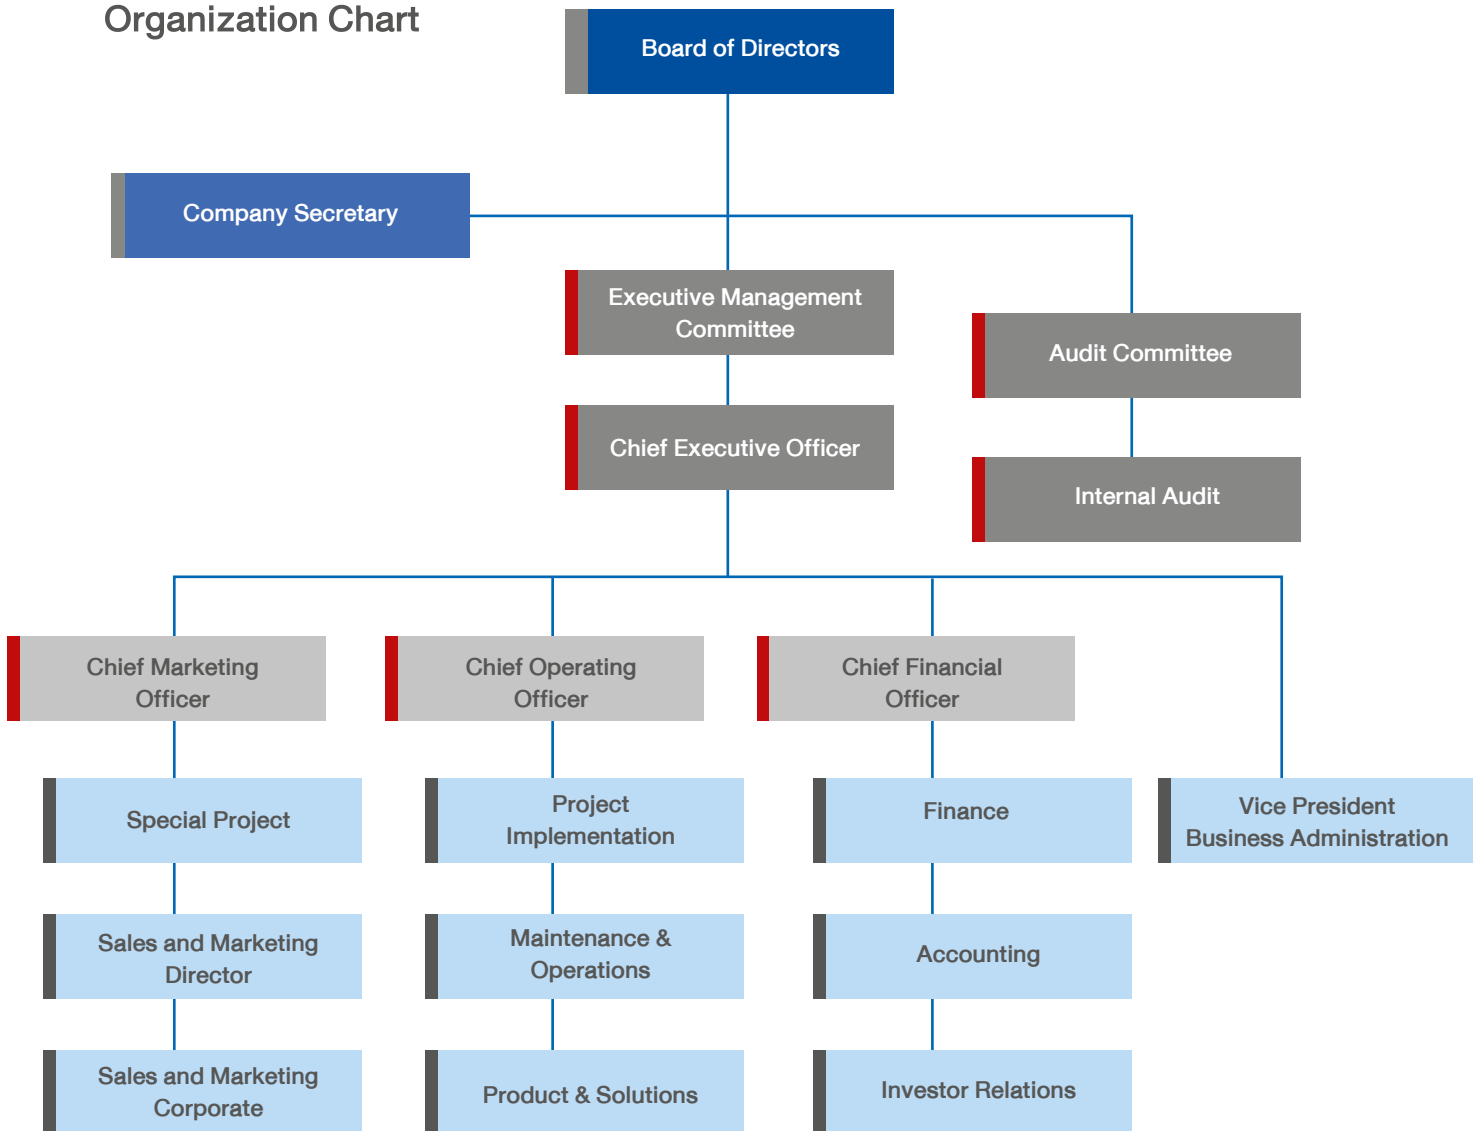 Organization Chart
Board of Directors
Company Secretary
Executive Management
Committee
Audit Committee
Chief Executive Officer
Internal Audit
Chief Marketing
Officer
Chief Operating
Officer
Chief Financial
Officer
Special Project
Project
Implementation
Finance
Vice President
Business Administration
Sales and Marketing
Director
Maintenance &
Operations
Accounting
Sales and Marketing
Corporate
Product & Solutions
Investor Relations